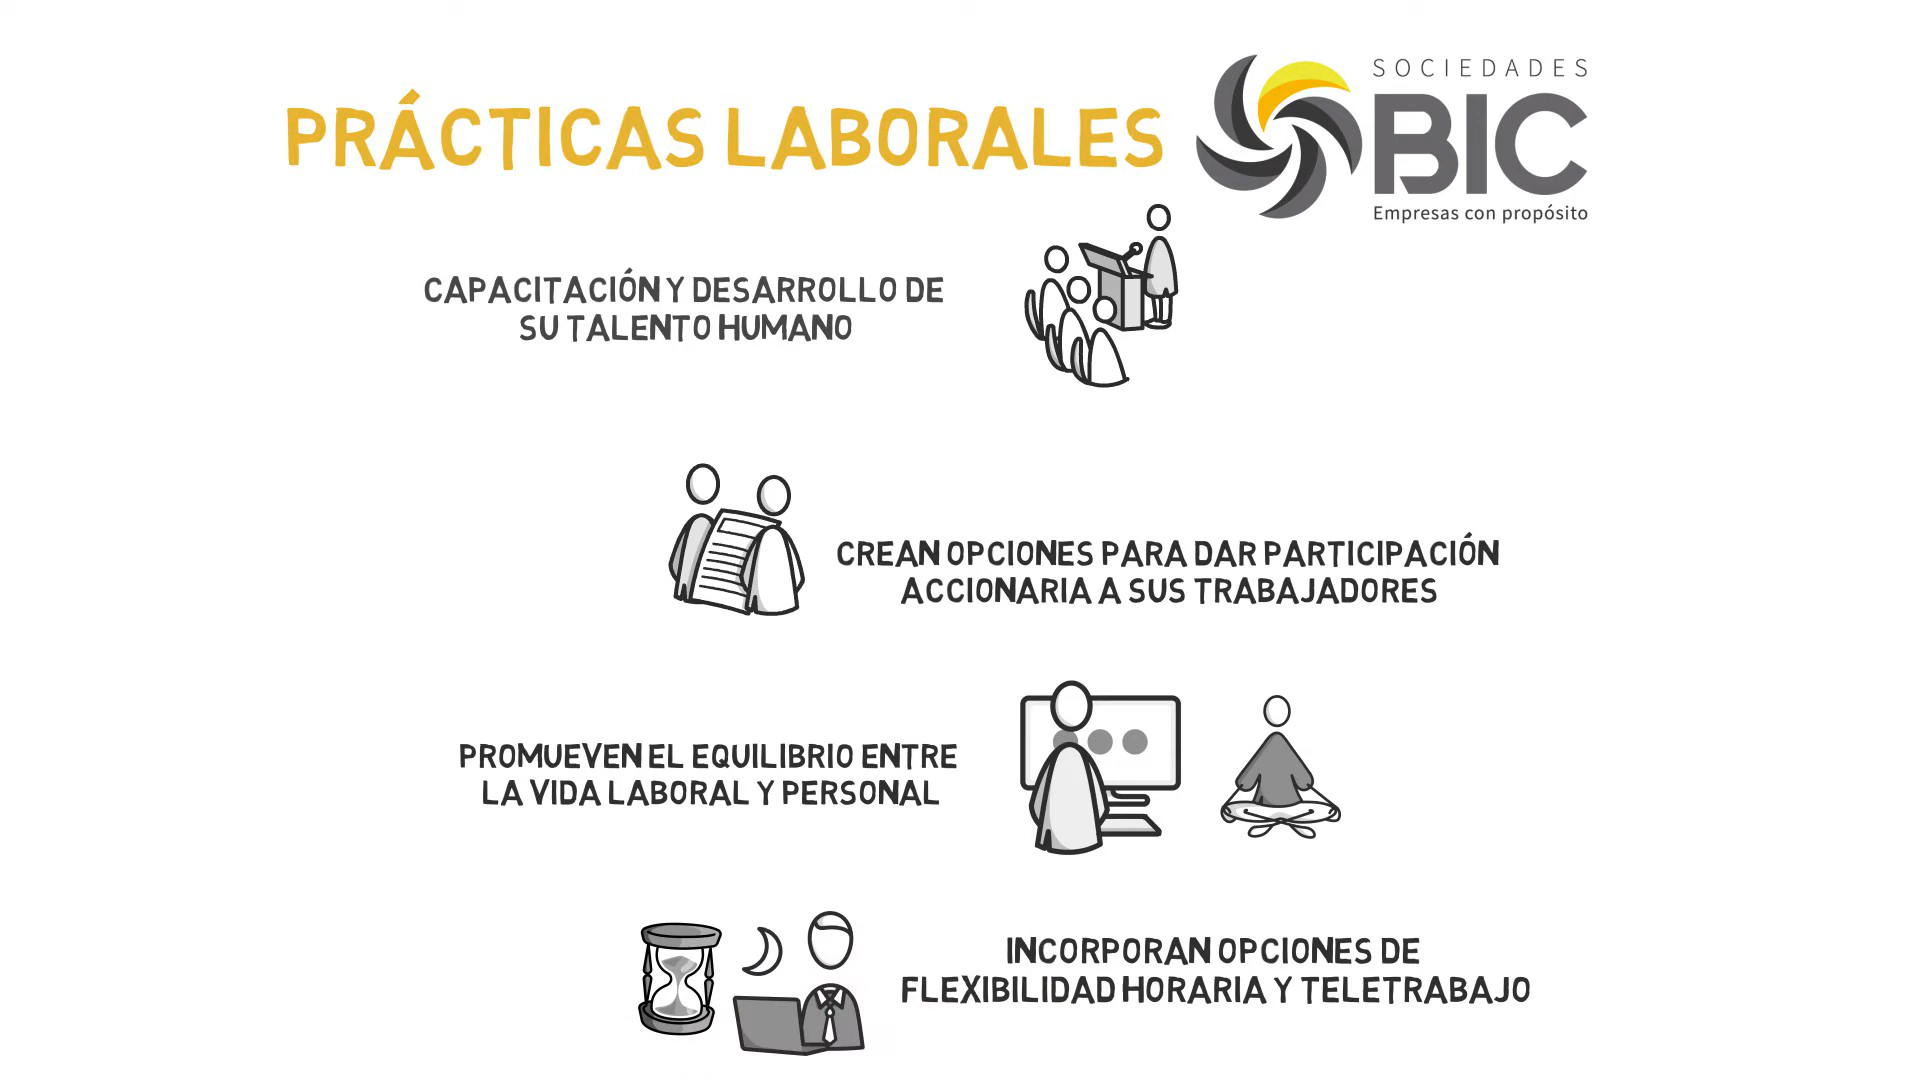 PRÁCTICAS LABORALES
SOCIEDADES
BIC
Empresas con propósito
CAPACITACIÓN Y DESARROLLO DE
SU TALENTO HUMANO
CREAN OPCIONES PARA DAR PARTICIPACIÓN
ACCIONARIA A SUS TRABAJADORES
PROMUEVEN EL EQUILIBRIO ENTRE
LA VIDA LABORAL Y PERSONAL
INCORPORAN OPCIONES DE
FLEXIBILIDAD HORARIA Y TELETRABAJO